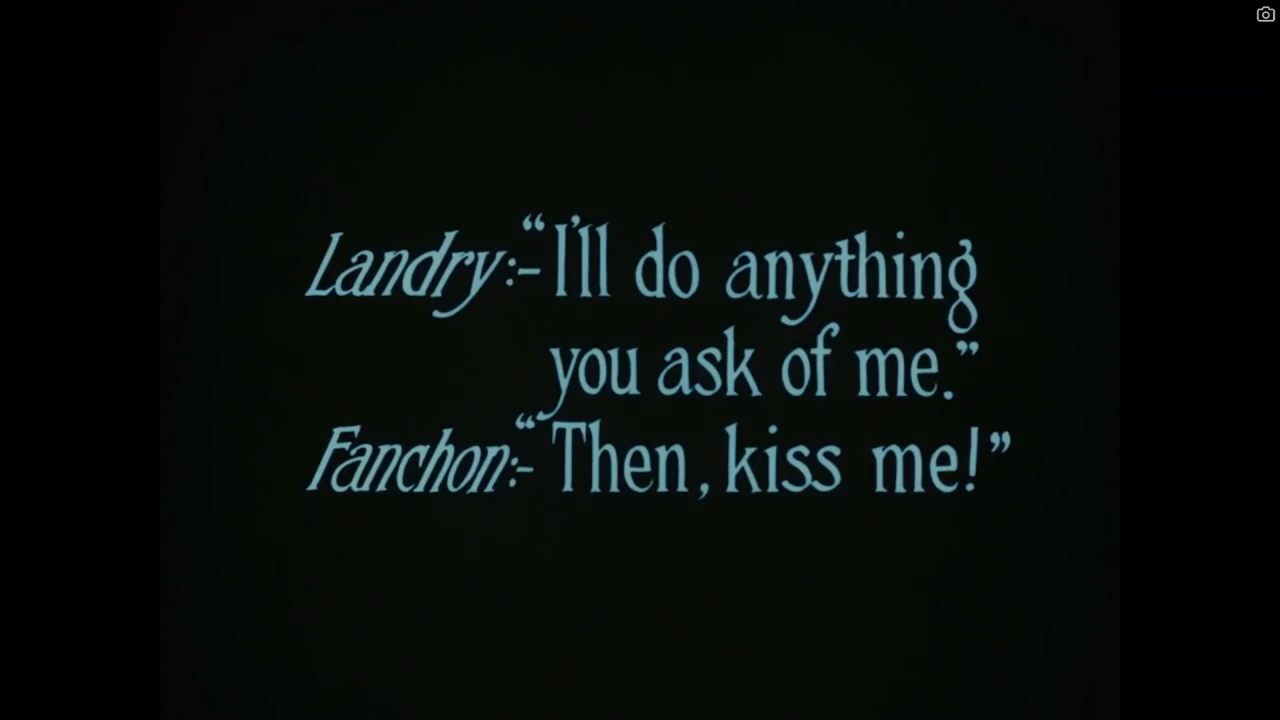 Landry:-“I’ll do anything
you ask of me.”
Fanchon:-“Then, kiss me!”